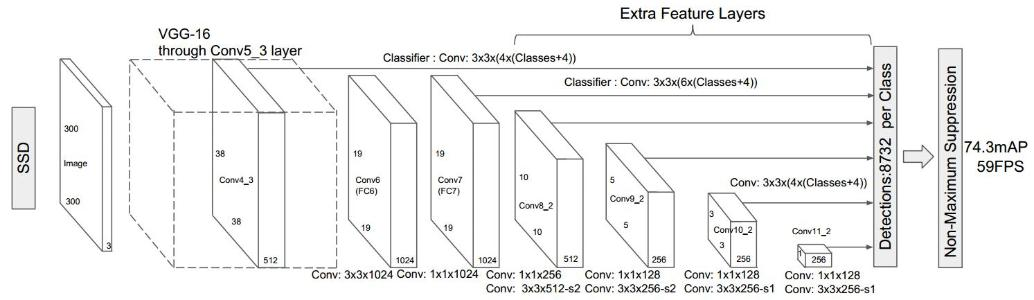 Extra Feature Layers
VGG-16
through Conv5_3 layer
Classifier : Conv: 3x3x(4x(Classes+4))
Classifier : Conv: 3x3x(6x(Classes+4))
SSD
300
Image
300
3
38
Conv4_3
38
512
19
Conv6
(FC6)
19
1024
19
Conv7
(FC7)
19
1024
10
Conv8_2
10
512
5
Conv9_2
5
256
Conv: 3x3x(4x(Classes+4))
3
Conv10_2
3
256
Conv11_2
1
256
Detections:8732 per Class
Non-Maximum Suppression
74.3mAP
59FPS
Conv: 3x3x1024
Conv: 1x1x1024
Conv: 1x1x256
Conv: 3x3x512-s2
Conv: 1x1x128
Conv: 3x3x256-s2
Conv: 1x1x128
Conv: 3x3x256-s1
Conv: 1x1x128
Conv: 3x3x256-s1